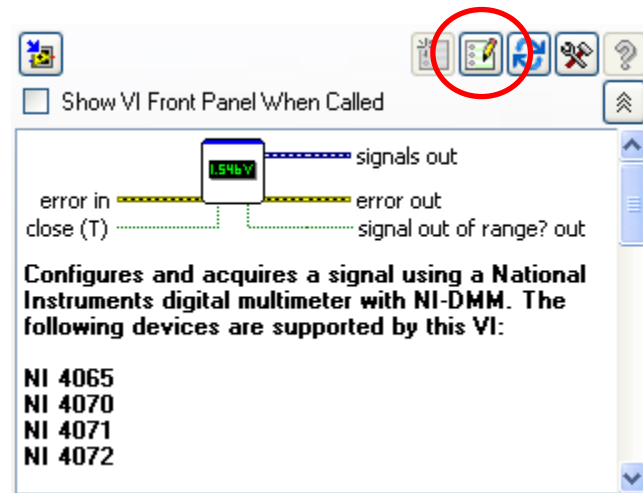 Show VI Front Panel When Called
1.546V
signals out
error in
error out
close (T)
signal out of range? out
Configures and acquires a signal using a National
Instruments digital multimeter with NI-DMM. The
following devices are supported by this VI:
NI 4065
NI 4070
NI 4071
NI 4072